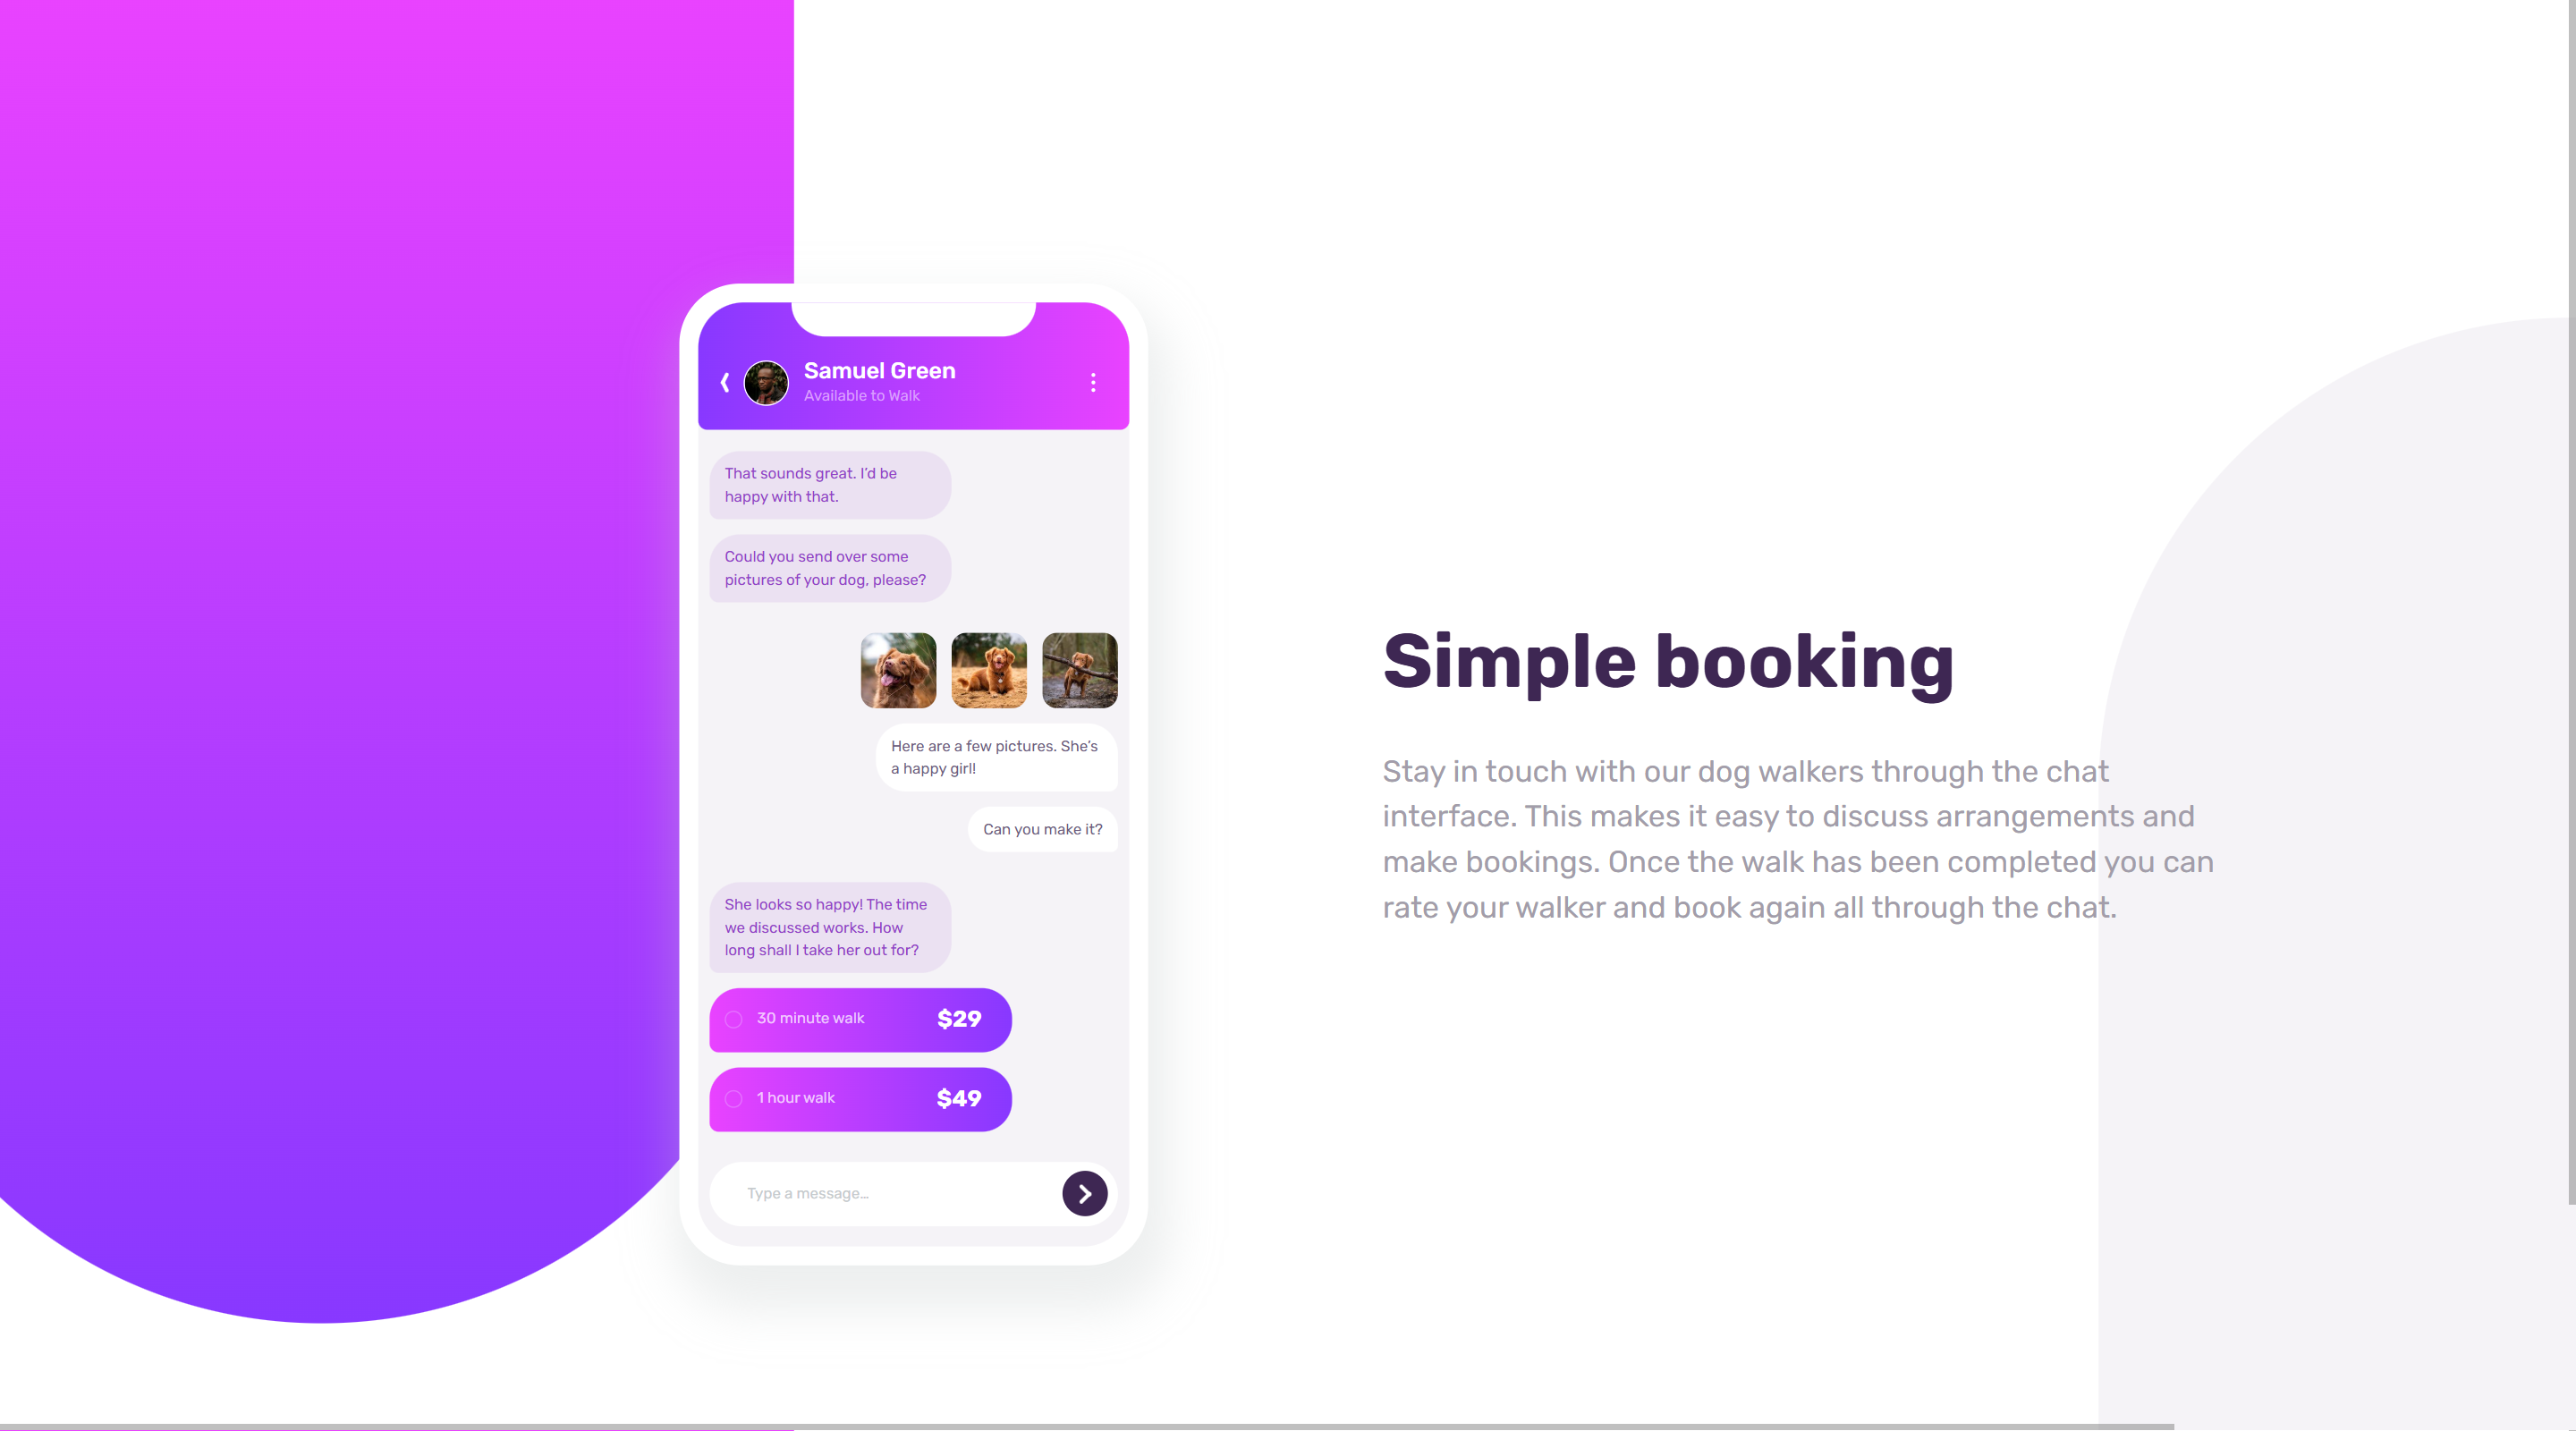 Samuel Green
Available to Walk
That sounds great. I’d be
happy with that.
Could you send over some
pictures of your dog, please?
Here are a few pictures. She’s
a happy girl!
Can you make it?
She looks so happy! The time
we discussed works. How
long shall I take her out for?
30 minute walk $29
1 hour walk $49
Type a message…
Simple booking
Stay in touch with our dog walkers through the chat
interface. This makes it easy to discuss arrangements and
make bookings. Once the walk has been completed you can
rate your walker and book again all through the chat.